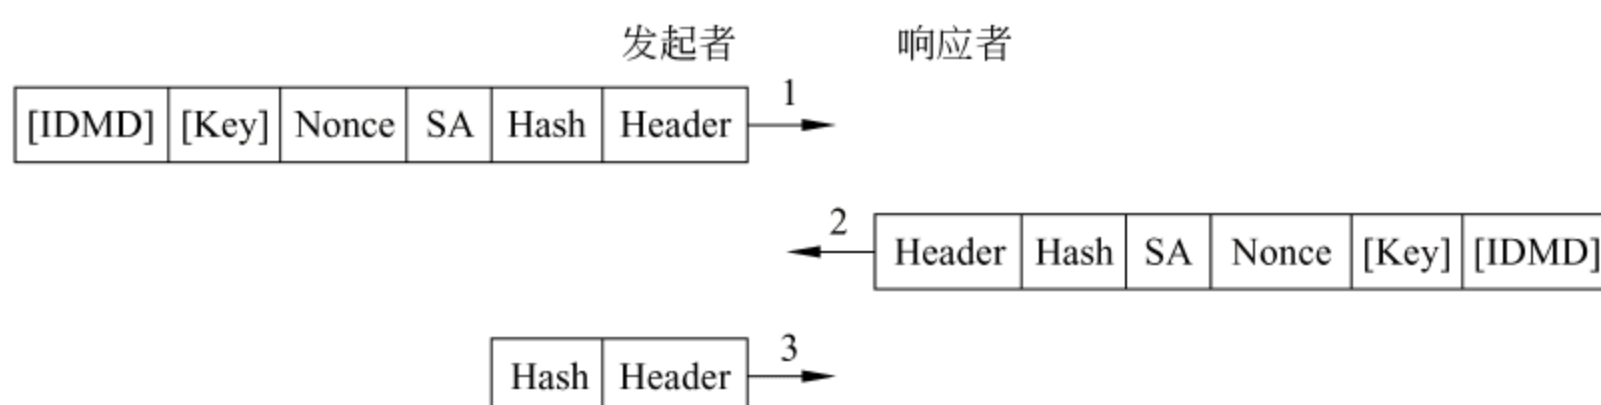 发起者 响应者
[IDMD] [Key] Nonce SA Hash Header 1
2 Header Hash SA Nonce [Key] [IDMD]
Hash Header 3